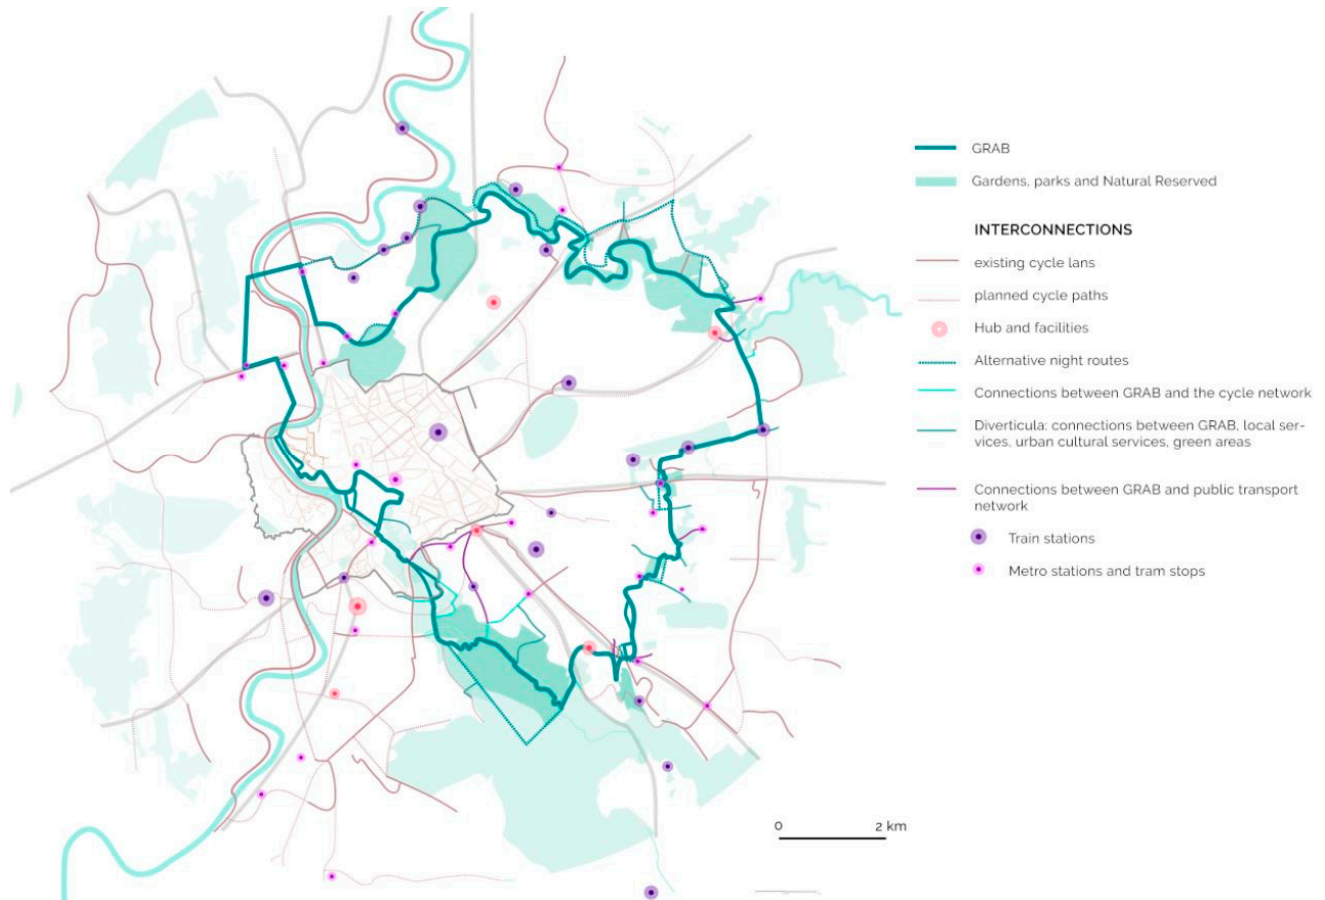 GRAB
Gardens, parks and Natural Reserved
INTERCONNECTIONS
existing cycle lans
planned cycle paths
Hub and facilities
Alternative night routes
Connections between GRAB and the cycle network
Diverticula: connections between GRAB, local ser-
vices, urban cultural services, green areas
Connections between GRAB and public transport
network
Train stations
Metro stations and tram stops
0 2 km